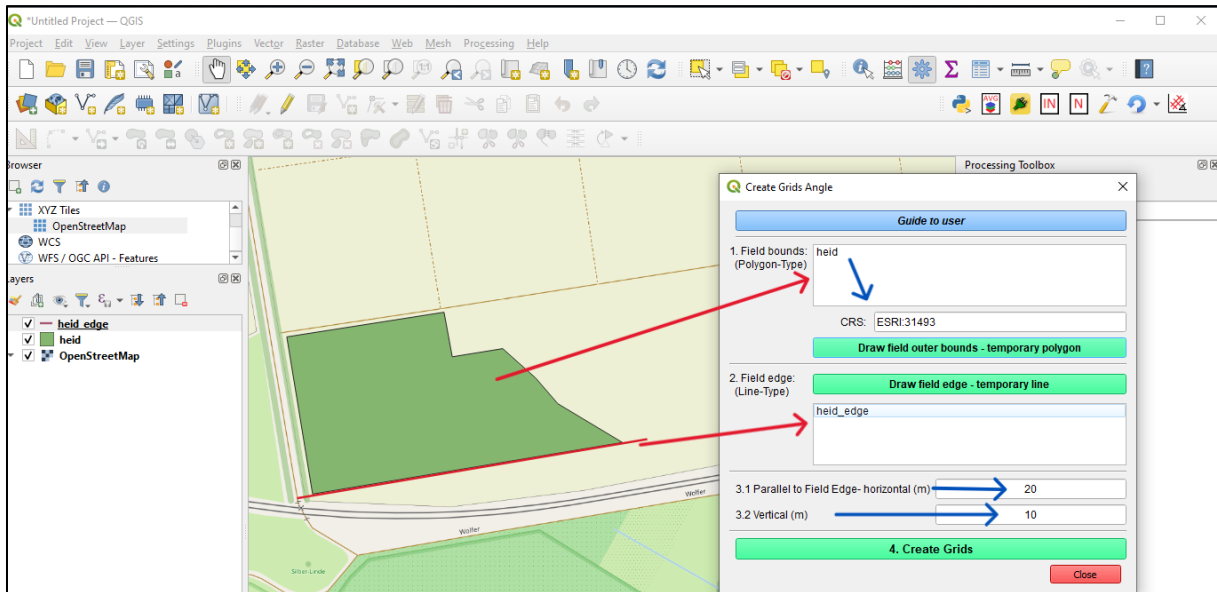 *Untitled Project — QGIS
Project Edit View Layer Settings Plugins Vector Raster Database Web Mesh Processing Help
AVG IN N
Browser
XYZ Tiles
OpenStreetMap
WCS
WFS / OGC API - Features
Layers
heid_edge
heid
OpenStreetMap
Wolfer
Wolfer
Silber-Linde
Processing Toolbox
Create Grids Angle
Guide to user
1. Field bounds:
(Polygon-Type)
heid
CRS: ESRI:31493
Draw field outer bounds - temporary polygon
2. Field edge:
(Line-Type)
Draw field edge - temporary line
heid_edge
3.1 Parallel to Field Edge- horizontal (m) 20
3.2 Vertical (m) 10
4. Create Grids
Close